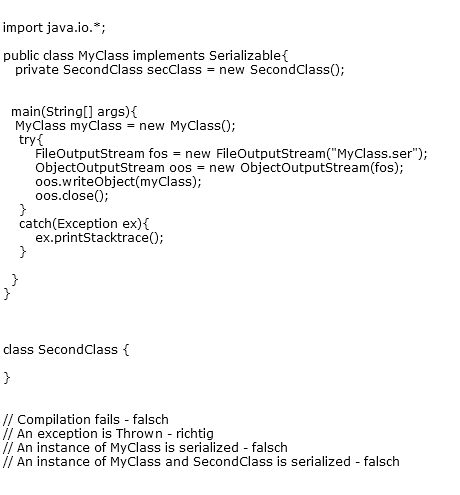 import java.io.*;
public class MyClass implements Serializable{
private SecondClass secClass = new SecondClass();
main(String[] args){
MyClass myClass = new MyClass();
try{
FileOutputStream fos = new FileOutputStream("MyClass.ser");
ObjectOutputStream oos = new ObjectOutputStream(fos);
oos.writeObject(myClass);
oos.close();
}
catch(Exception ex){
ex.printStacktrace();
}
}
}
class SecondClass {
}
// Compilation fails - falsch
// An exception is Thrown - richtig
// An instance of MyClass is serialized - falsch
// An instance of MyClass and SecondClass is serialized - falsch